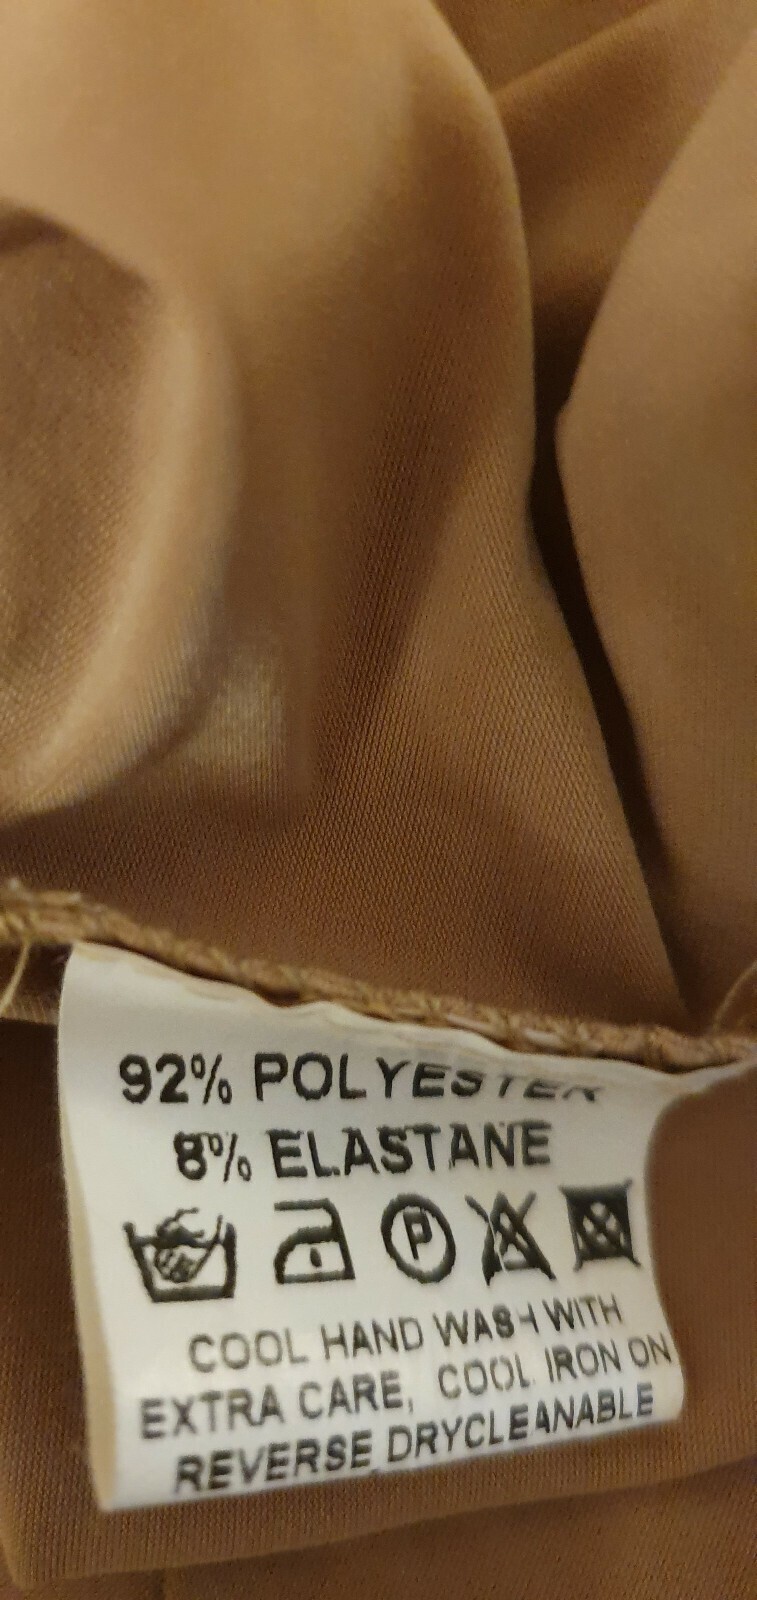 92% POLYESTER
8% ELASTANE
P
COOL HAND WASH WITH
EXTRA CARE, COOL IRON ON
REVERSE DRYCLEANABLE